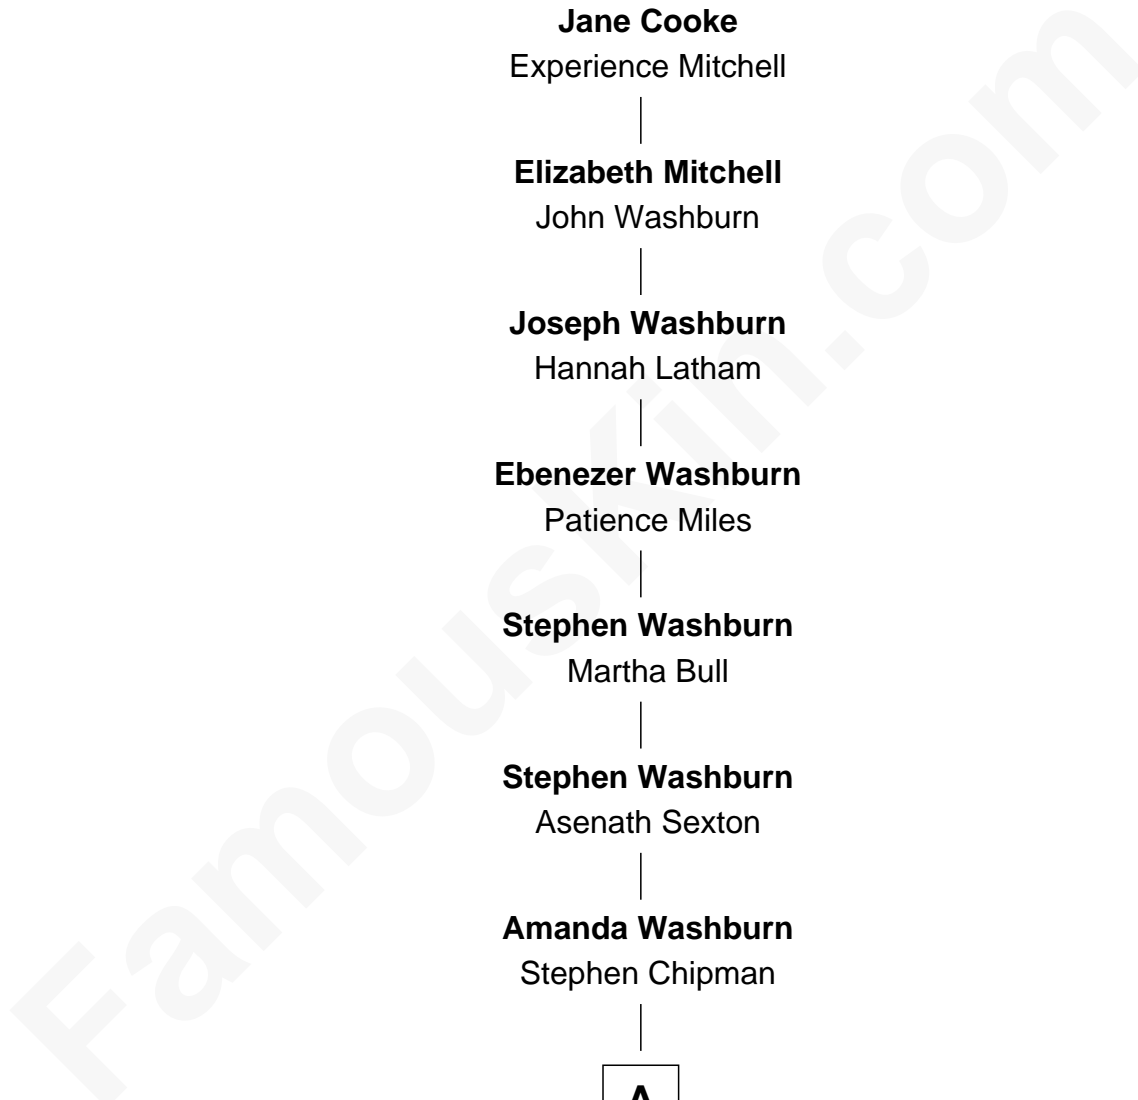 Jane Cooke
Experience Mitchell
Elizabeth Mitchell
John Washburn
Joseph Washburn
Hannah Latham
Ebenezer Washburn
Patience Miles
Stephen Washburn
Martha Bull
Stephen Washburn
Asenath Sexton
Amanda Washburn
Stephen Chipman
A
FamousKin.com